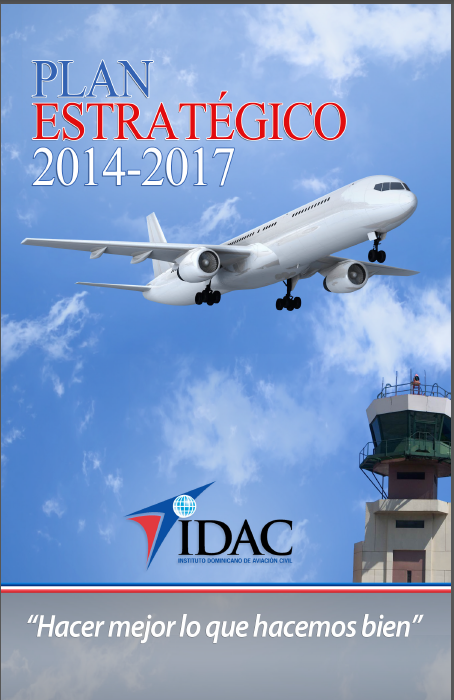 PLAN
ESTRATÉGICO
2014-2017
IDAC
INSTITUTO DOMINICANO DE AVIACIÓN CIVIL
“Hacer mejor lo que hacemos bien”